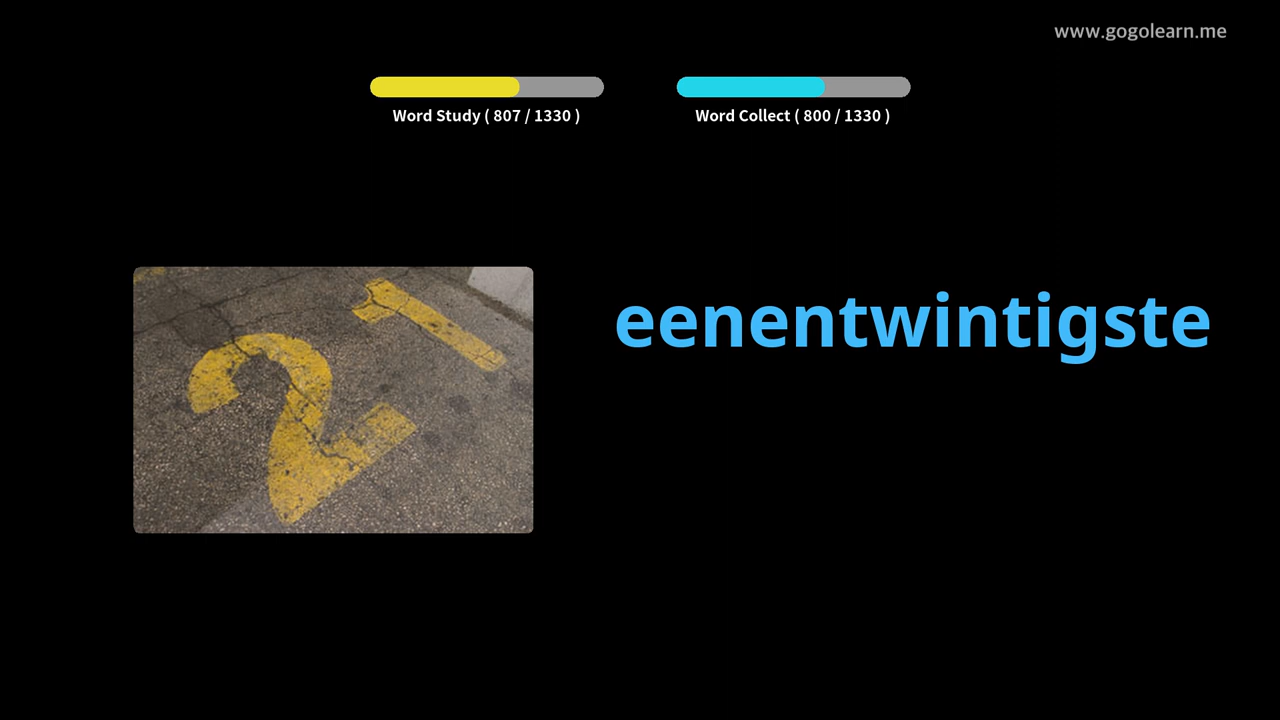 www.gogolearn.me
Word Study ( 807 / 1330 )
Word Collect ( 800 / 1330 )
21
eenentwintigste